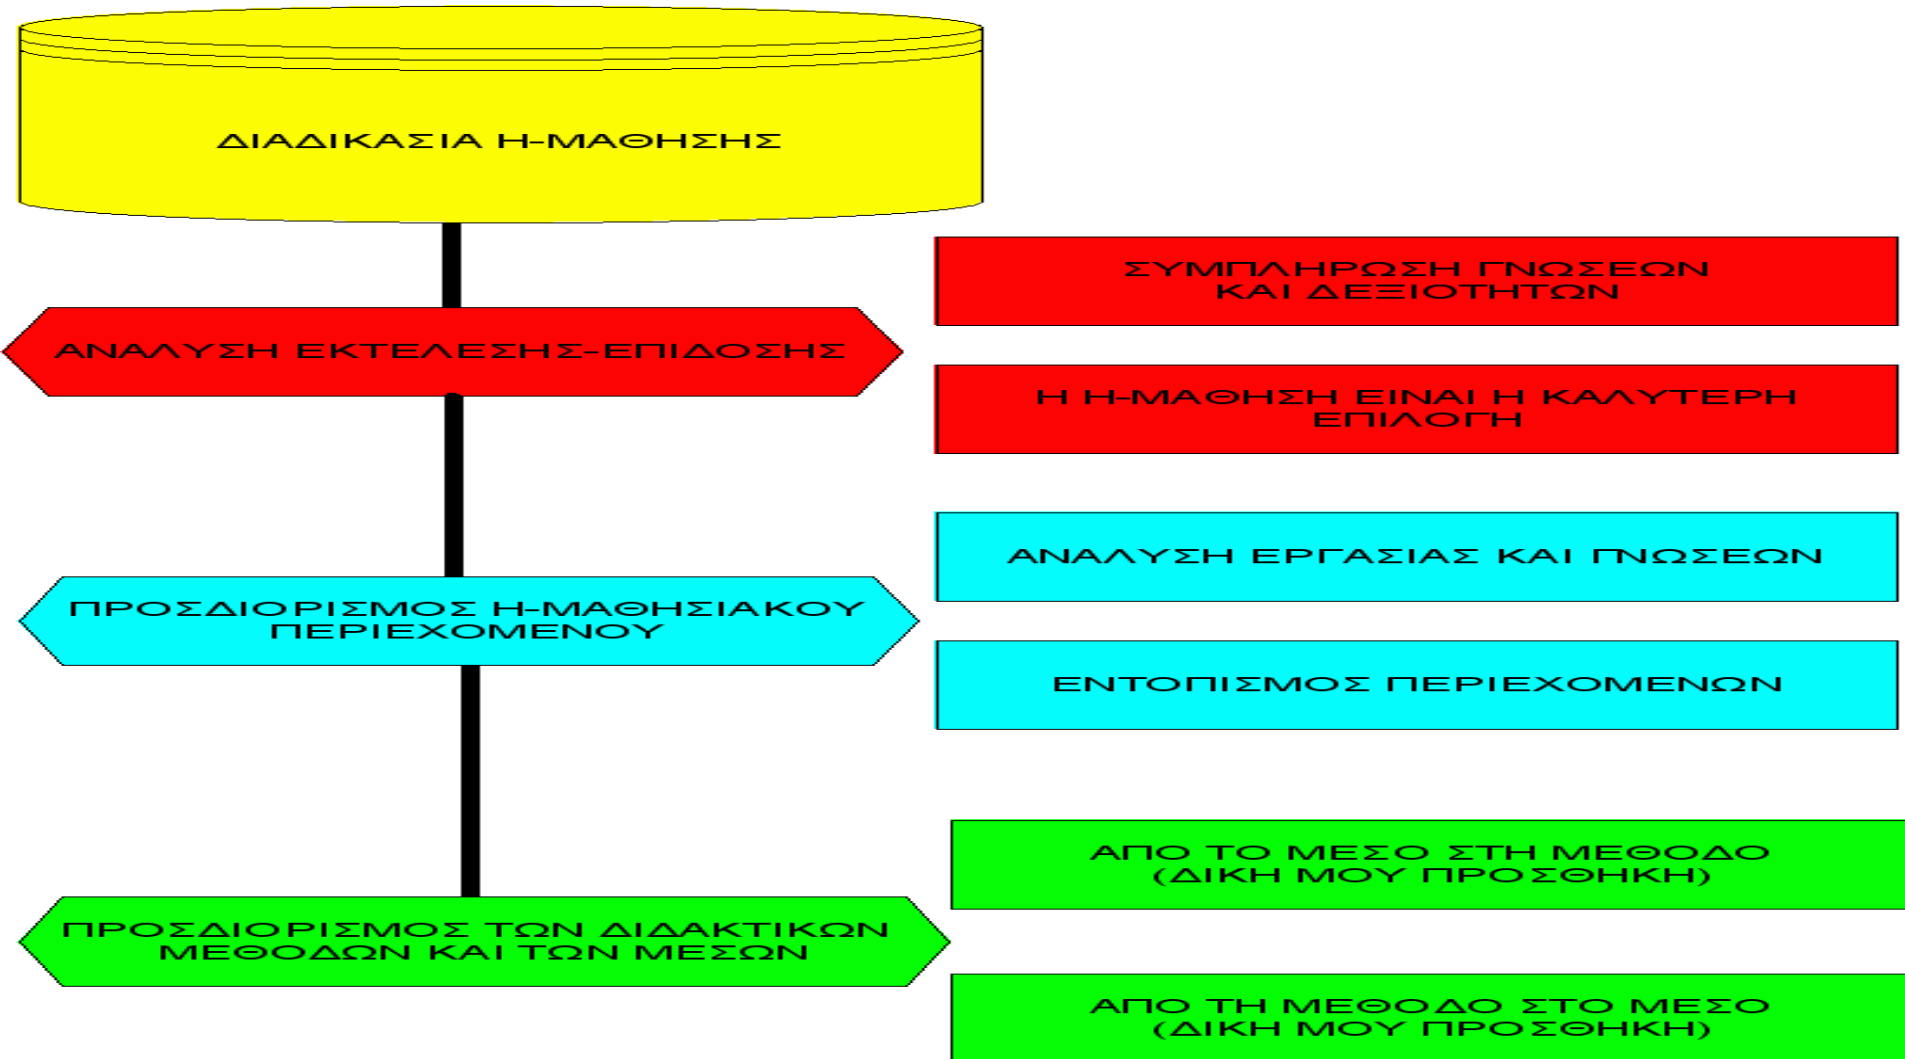 ΔΙΑΔΙΚΑΣΙΑ Η-ΜΑΘΗΣΗΣ
ΣΥΜΠΛΗΡΩΣΗ ΓΝΩΣΕΩΝ
ΚΑΙ ΔΕΞΙΟΤΗΤΩΝ
ΑΝΑΛΥΣΗ ΕΚΤΕΛΕΣΗΣ-ΕΠΙΔΟΣΗΣ
Η Η-ΜΑΘΗΣΗ ΕΙΝΑΙ Η ΚΑΛΥΤΕΡΗ
ΕΠΙΛΟΓΗ
ΑΝΑΛΥΣΗ ΕΡΓΑΣΙΑΣ ΚΑΙ ΓΝΩΣΕΩΝ
ΠΡΟΣΔΙΟΡΙΣΜΟΣ Η-ΜΑΘΗΣΙΑΚΟΥ
ΠΕΡΙΕΧΟΜΕΝΟΥ
ΕΝΤΟΠΙΣΜΟΣ ΠΕΡΙΕΧΟΜΕΝΩΝ
ΑΠΟ ΤΟ ΜΕΣΟ ΣΤΗ ΜΕΘΟΔΟ
(ΔΙΚΗ ΜΟΥ ΠΡΟΣΘΗΚΗ)
ΠΡΟΣΔΙΟΡΙΣΜΟΣ ΤΩΝ ΔΙΔΑΚΤΙΚΩΝ
ΜΕΘΟΔΩΝ ΚΑΙ ΤΩΝ ΜΕΣΩΝ
ΑΠΟ ΤΗ ΜΕΘΟΔΟ ΣΤΟ ΜΕΣΟ
(ΔΙΚΗ ΜΟΥ ΠΡΟΣΘΗΚΗ)